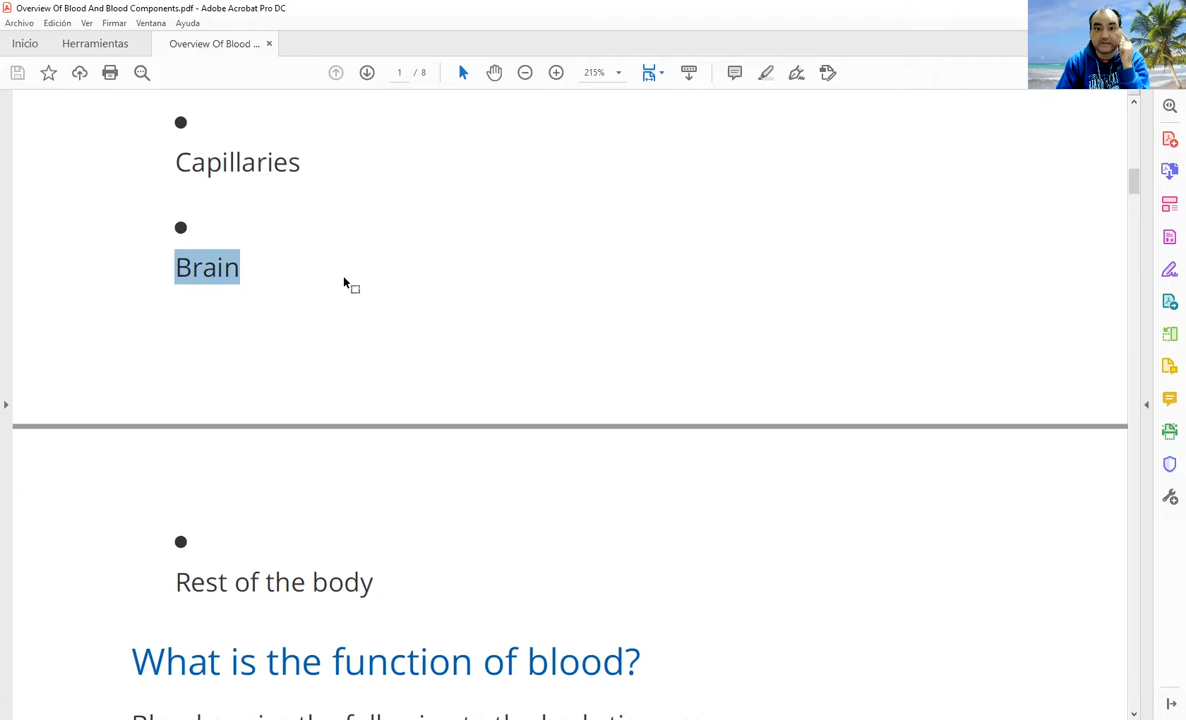 Overview Of Blood And Blood Components.pdf - Adobe Acrobat Pro DC
Archivo Edición Ver Firmar Ventana Ayuda
Inicio Herramientas Overview Of Blood ... ×
1 / 8 215%
Capillaries
Brain
Rest of the body
What is the function of blood?